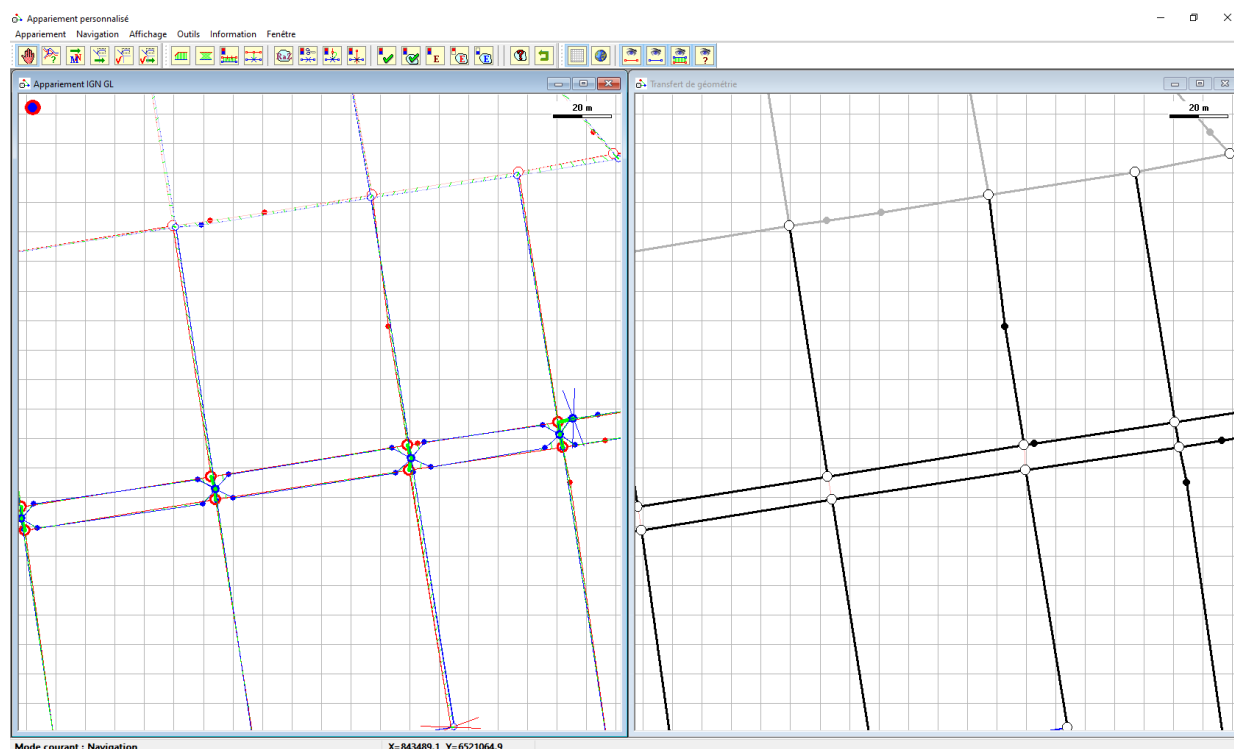 Appariement personnalisé
Appariement Navigation Affichage Outils Information Fenêtre
Appariement IGN GL
Transfert de géométrie
20 m
20 m
Mode courant : Navigation
X=843489.1 Y=6521064.9